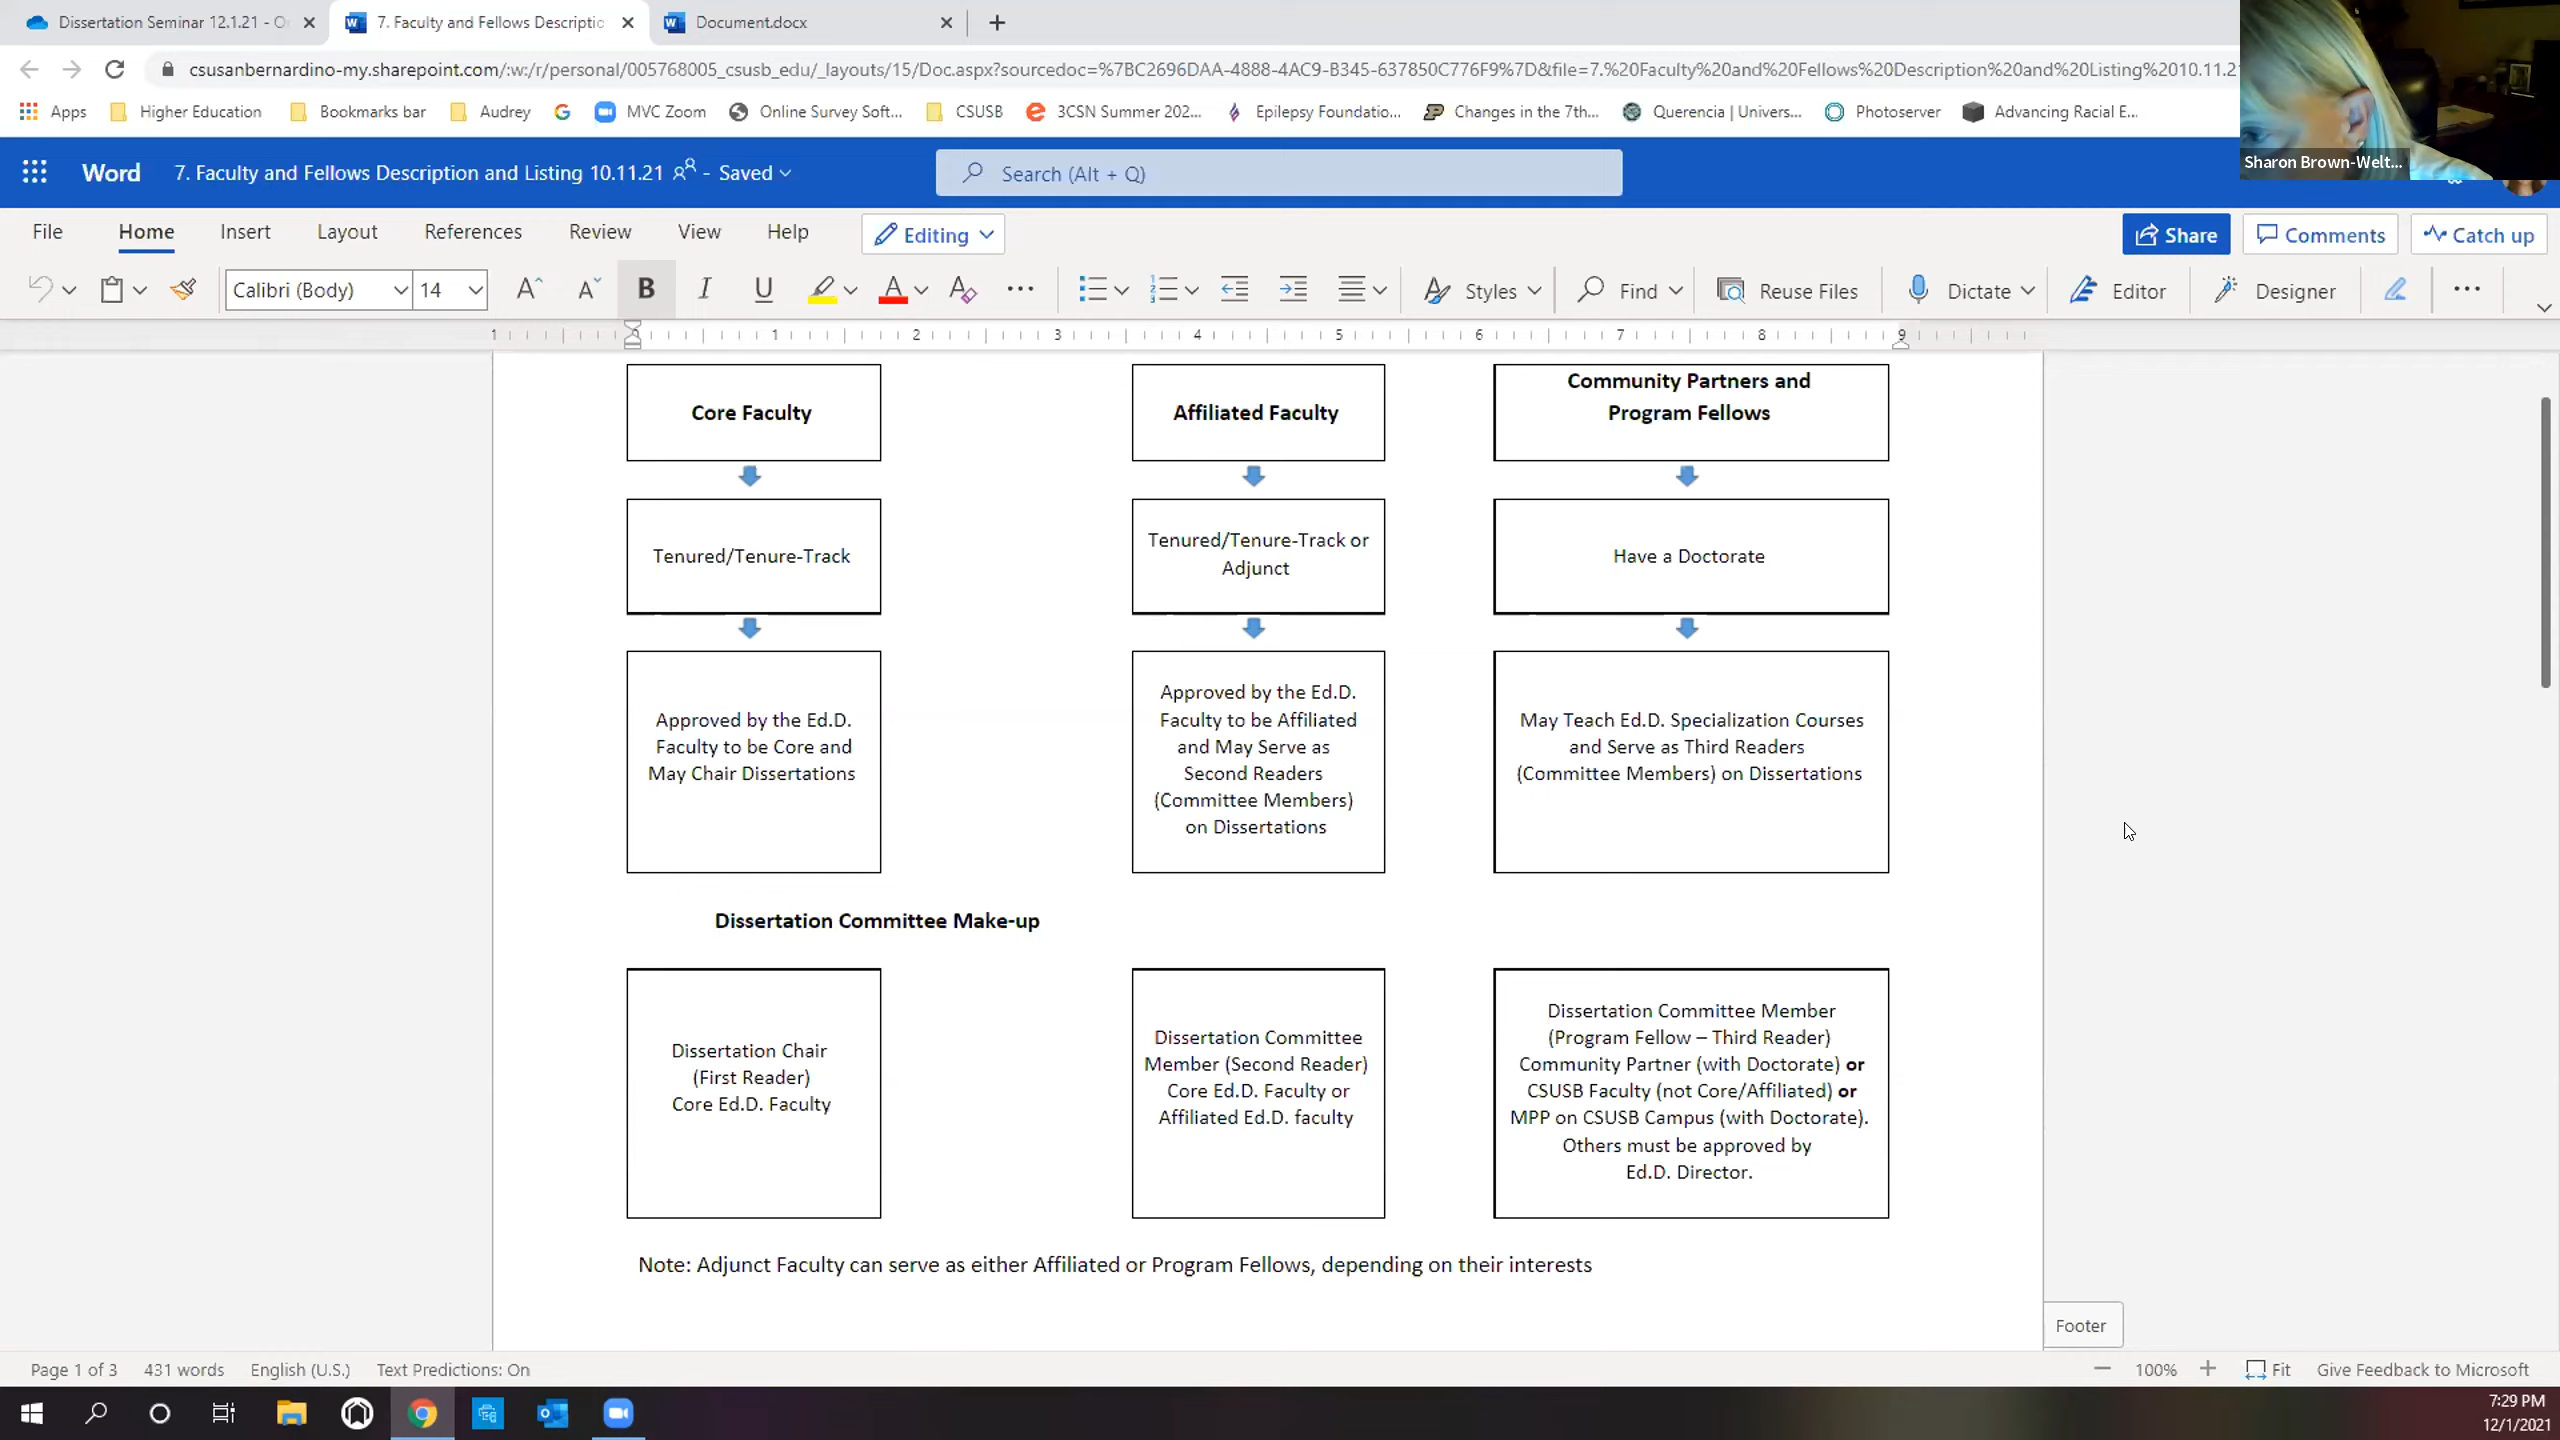 Dissertation Seminar 12.1.21 - O
7. Faculty and Fellows Descriptio
Document.docx
csusanbernardino-my.sharepoint.com/:w:/r/personal/005768005_csusb_edu/_layouts/15/Doc.aspx?sourcedoc=%7BC2696DAA-4888-4AC9-B345-637850C776F9%7D&file=7.%20Faculty%20and%20Fellows%20Description%20and%20Listing%2010.11.21
Apps Higher Education Bookmarks bar Audrey MVC Zoom Online Survey Soft... CSUSB 3CSN Summer 202... Epilepsy Foundatio... Changes in the 7th... Querencia | Univers... Photoserver Advancing Racial E...
Sharon Brown-Welt...
Word 7. Faculty and Fellows Description and Listing 10.11.21 - Saved
Search (Alt + Q)
File Home Insert Layout References Review View Help Editing Share Comments Catch up
Calibri (Body) 14 Styles Find Reuse Files Dictate Editor Designer
1 1 2 3 4 5 6 7 8 9
Core Faculty
Tenured/Tenure-Track
Approved by the Ed.D.
Faculty to be Core and
May Chair Dissertations
Affiliated Faculty
Tenured/Tenure-Track or
Adjunct
Approved by the Ed.D.
Faculty to be Affiliated
and May Serve as
Second Readers
(Committee Members)
on Dissertations
Community Partners and
Program Fellows
Have a Doctorate
May Teach Ed.D. Specialization Courses
and Serve as Third Readers
(Committee Members) on Dissertations
Dissertation Committee Make-up
Dissertation Chair
(First Reader)
Core Ed.D. Faculty
Dissertation Committee
Member (Second Reader)
Core Ed.D. Faculty or
Affiliated Ed.D. faculty
Dissertation Committee Member
(Program Fellow – Third Reader)
Community Partner (with Doctorate) or
CSUSB Faculty (not Core/Affiliated) or
MPP on CSUSB Campus (with Doctorate).
Others must be approved by
Ed.D. Director.
Note: Adjunct Faculty can serve as either Affiliated or Program Fellows, depending on their interests
Footer
Page 1 of 3 431 words English (U.S.) Text Predictions: On 100% Fit Give Feedback to Microsoft
7:29 PM
12/1/2021